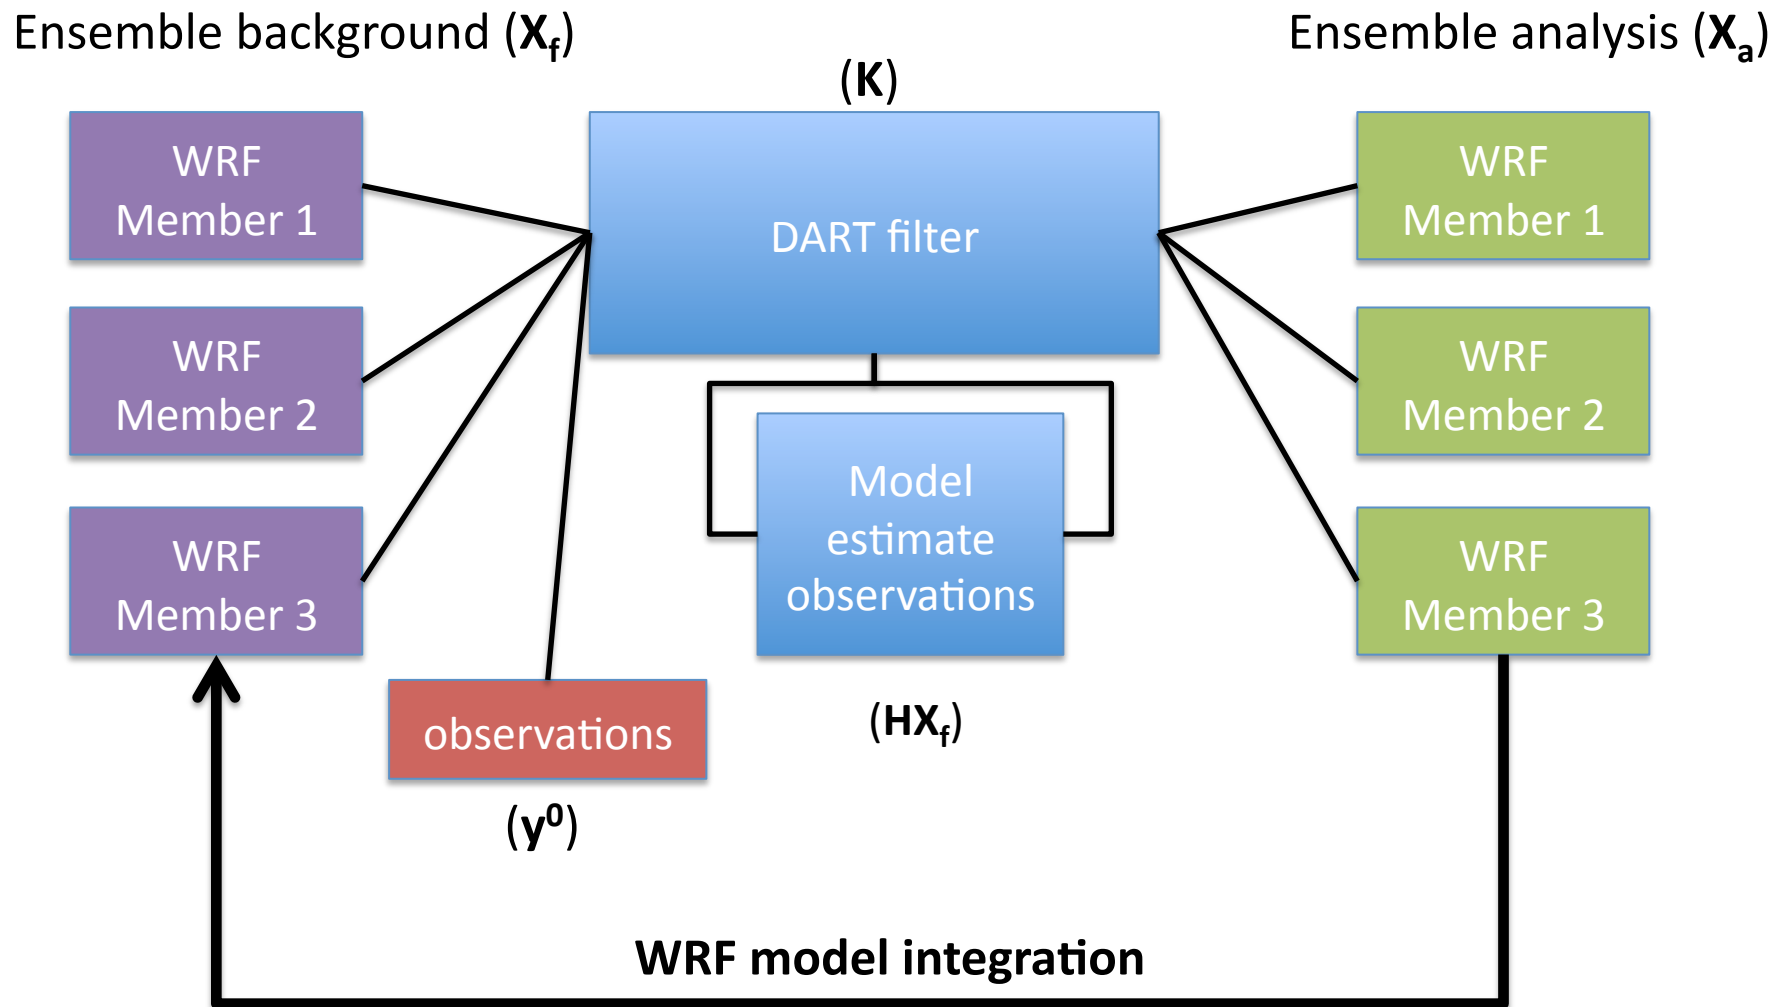 Ensemble background (Xf)
Ensemble analysis (Xa)
(K)
WRF
Member 1
DART filter
WRF
Member 1
WRF
Member 2
WRF
Member 2
Model
estimate
observations
WRF
Member 3
WRF
Member 3
observations
(HXf)
(y⁰)
WRF model integration